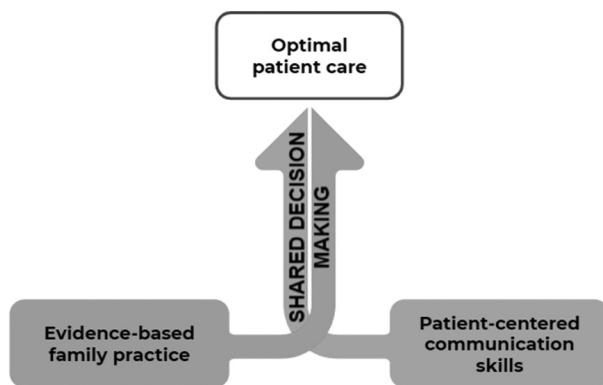 Optimal
patient care
SHARED DECISION
MAKING
Evidence-based
family practice
Patient-centered
communication
skills